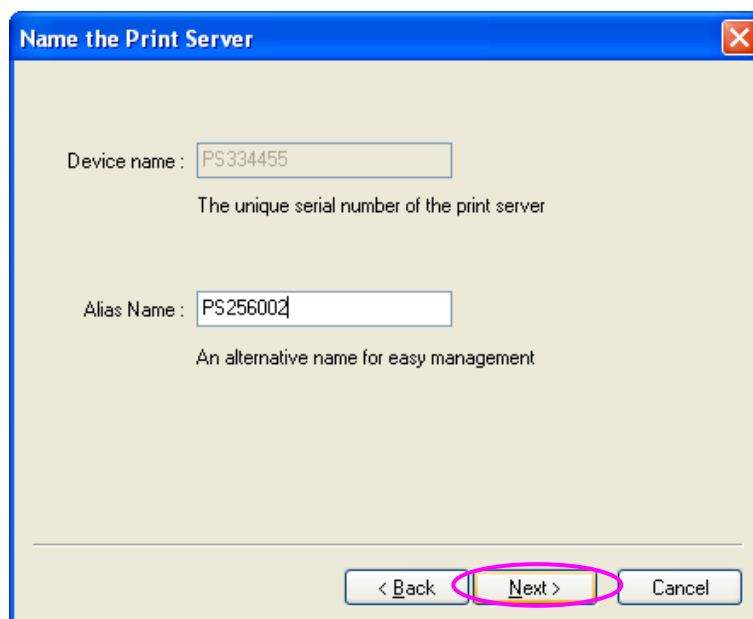 Name the Print Server
Device name : PS334455
The unique serial number of the print server
Alias Name : PS256002
An alternative name for easy management
< Back Next > Cancel